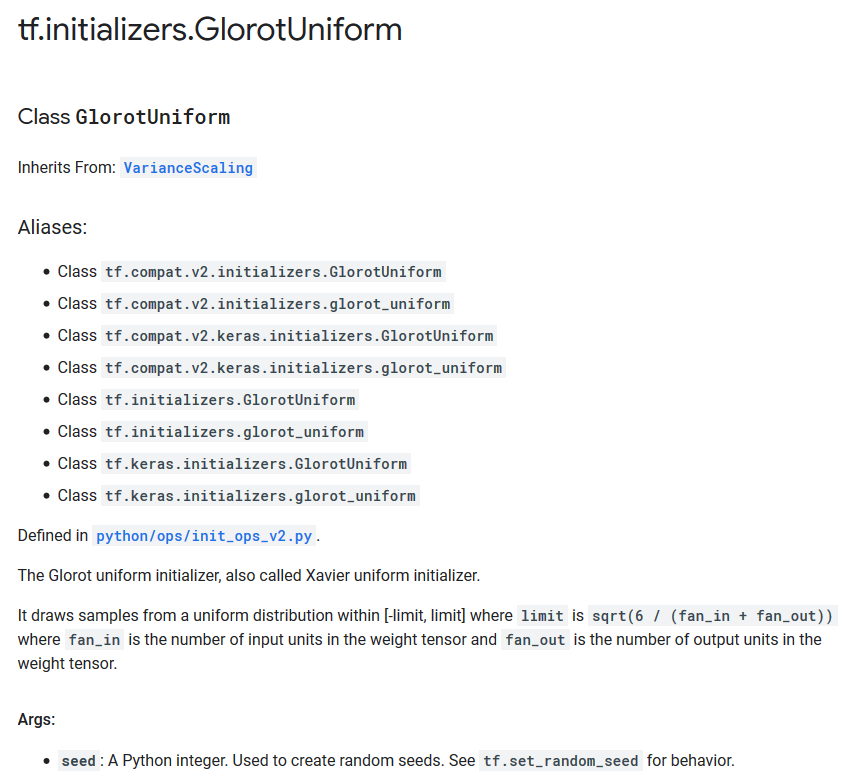 tf.initializers.GlorotUniform
Class GlorotUniform
Inherits From: VarianceScaling
Aliases:
• Class tf.compat.v2.initializers.GlorotUniform
• Class tf.compat.v2.initializers.glorot_uniform
• Class tf.compat.v2.keras.initializers.GlorotUniform
• Class tf.compat.v2.keras.initializers.glorot_uniform
• Class tf.initializers.GlorotUniform
• Class tf.initializers.glorot_uniform
• Class tf.keras.initializers.GlorotUniform
• Class tf.keras.initializers.glorot_uniform
Defined in python/ops/init_ops_v2.py.
The Glorot uniform initializer, also called Xavier uniform initializer.
It draws samples from a uniform distribution within [-limit, limit] where limit is sqrt(6 / (fan_in + fan_out))
where fan_in is the number of input units in the weight tensor and fan_out is the number of output units in the
weight tensor.
Args:
• seed: A Python integer. Used to create random seeds. See tf.set_random_seed for behavior.